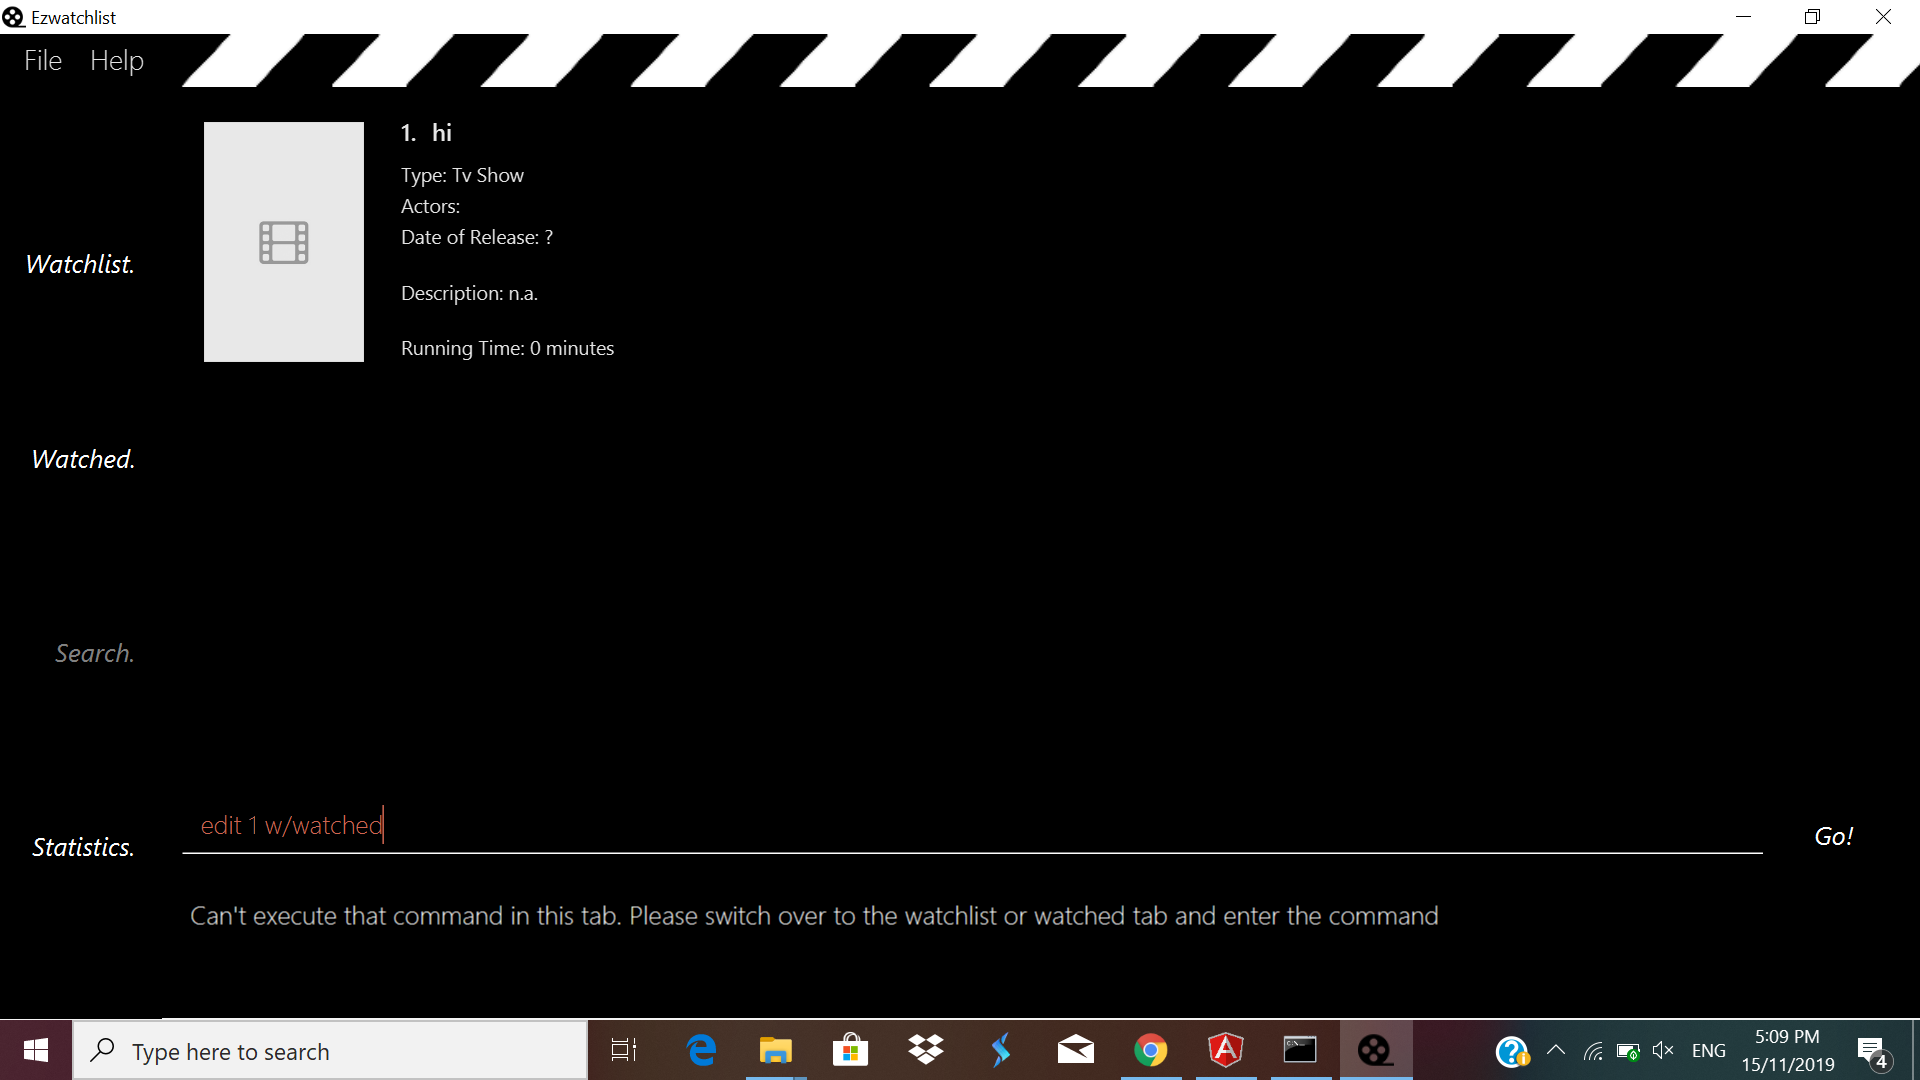 Ezwatchlist
File Help
1. hi
Type: Tv Show
Actors:
Date of Release: ?
Watchlist.
Description: n.a.
Running Time: 0 minutes
Watched.
Search.
edit 1 w/watched
Go!
Statistics.
Can't execute that command in this tab. Please switch over to the watchlist or watched tab and enter the command
Type here to search
ENG
5:09 PM
15/11/2019
4